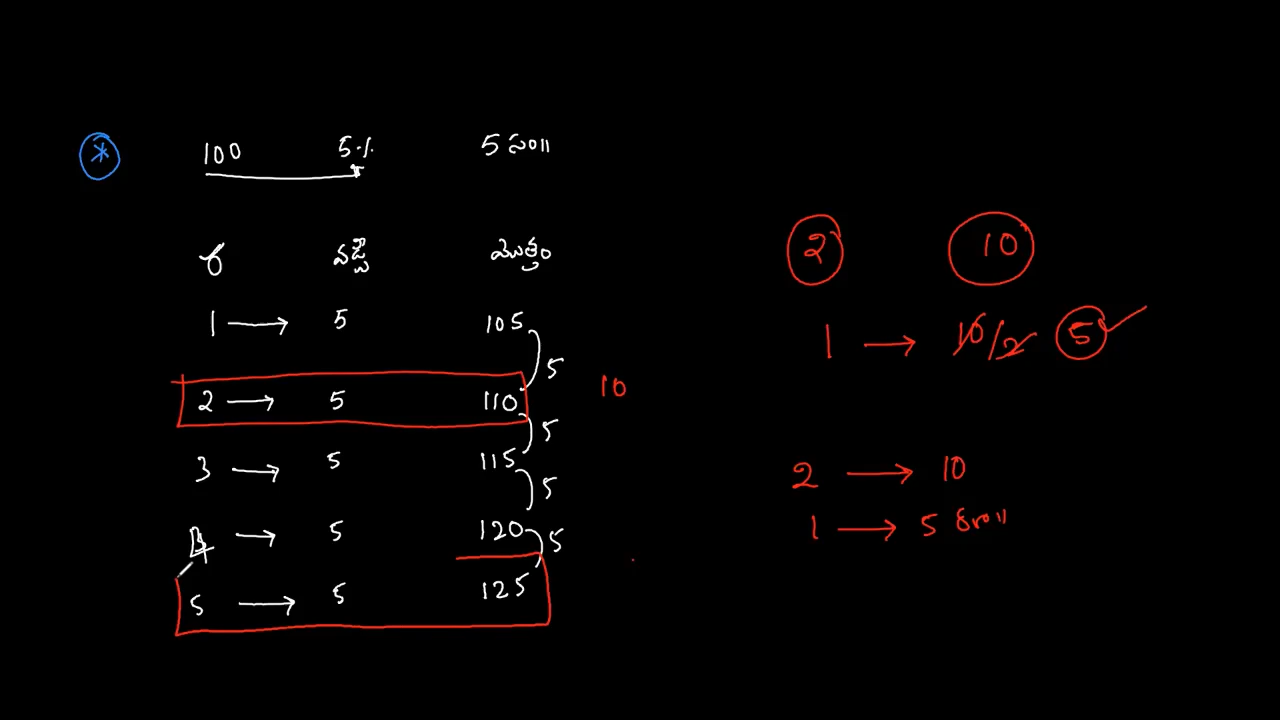 * 100 5% 5 సం॥
వడ్డీ మొత్తం
1 → 5 105
5
2 → 5 110
5
3 → 5 115
5
4 → 5 120
5
5 → 5 125
10
2 10
1 → 10/2 5 ✓
2 → 10
1 → 5 రూ॥